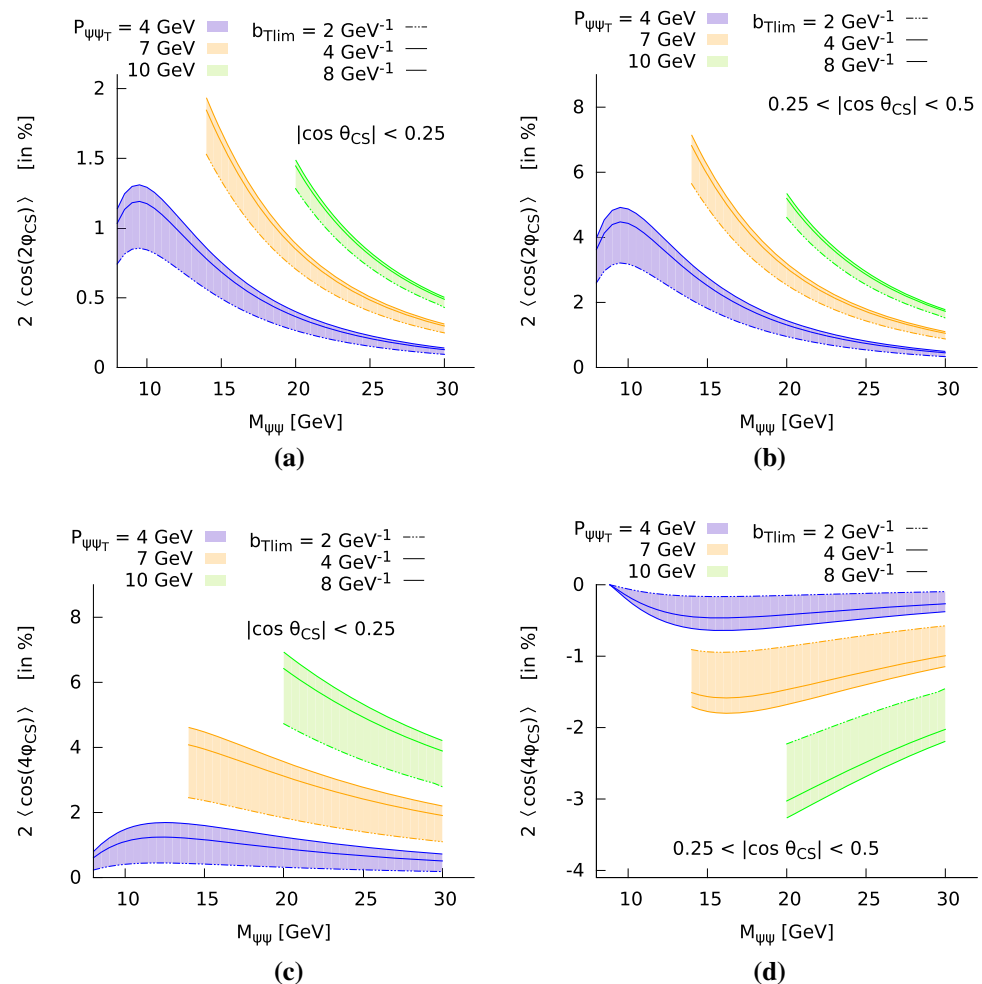 P_ψψ_T = 4 GeV b_Tlim = 2 GeV⁻¹
7 GeV 4 GeV⁻¹
10 GeV 8 GeV⁻¹
2 ⟨ cos(2φ_CS) ⟩ [in %]
2
1.5
1
0.5
0
|cos θ_CS| < 0.25
10 15 20 25 30
M_ψψ [GeV]
(a)
P_ψψ_T = 4 GeV b_Tlim = 2 GeV⁻¹
7 GeV 4 GeV⁻¹
10 GeV 8 GeV⁻¹
2 ⟨ cos(2φ_CS) ⟩ [in %]
8
6
4
2
0
0.25 < |cos θ_CS| < 0.5
10 15 20 25 30
M_ψψ [GeV]
(b)
P_ψψ_T = 4 GeV b_Tlim = 2 GeV⁻¹
7 GeV 4 GeV⁻¹
10 GeV 8 GeV⁻¹
2 ⟨ cos(4φ_CS) ⟩ [in %]
8
6
4
2
0
|cos θ_CS| < 0.25
10 15 20 25 30
M_ψψ [GeV]
(c)
P_ψψ_T = 4 GeV b_Tlim = 2 GeV⁻¹
7 GeV 4 GeV⁻¹
10 GeV 8 GeV⁻¹
2 ⟨ cos(4φ_CS) ⟩ [in %]
0
-1
-2
-3
-4
0.25 < |cos θ_CS| < 0.5
10 15 20 25 30
M_ψψ [GeV]
(d)